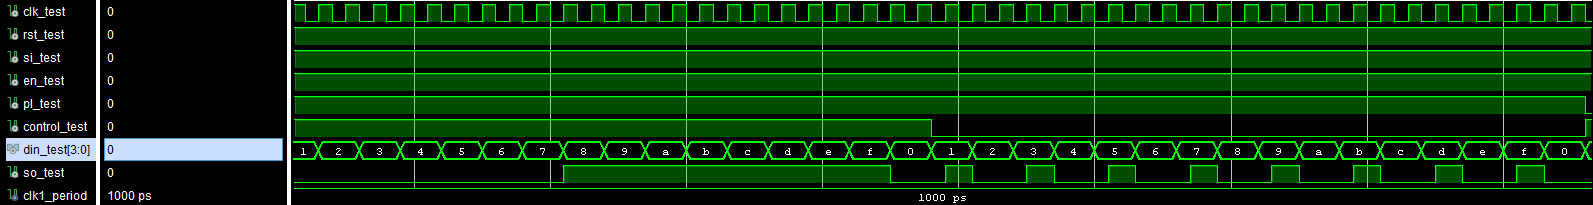 clk_test 0
rst_test 0
si_test 0
en_test 0
pl_test 0
control_test 0
din_test[3:0] 0 1 2 3 4 5 6 7 8 9 a b c d e f 0 1 2 3 4 5 6 7 8 9 a b c d e f 0
so_test 0
clk1_period 1000 ps 1000 ps